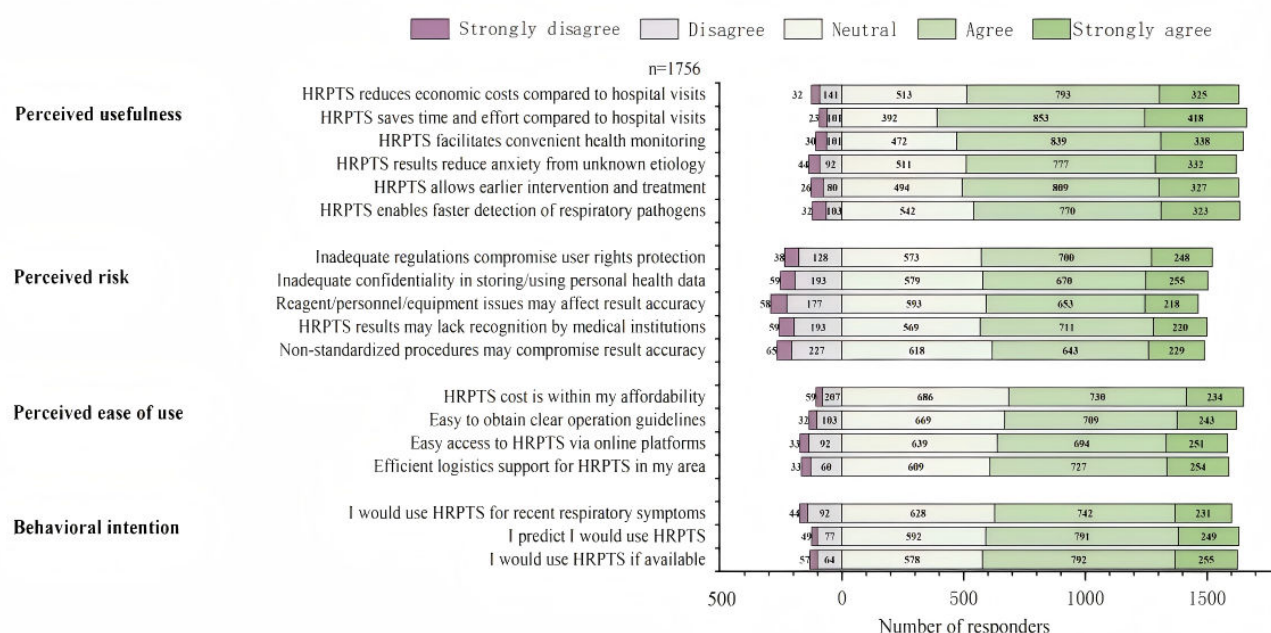 Strongly disagree Disagree Neutral Agree Strongly agree
n=1756
Perceived usefulness
HRPTS reduces economic costs compared to hospital visits 32 141 513 793 325
HRPTS saves time and effort compared to hospital visits 23 101 392 853 418
HRPTS facilitates convenient health monitoring 30 101 472 839 338
HRPTS results reduce anxiety from unknown etiology 44 92 511 777 332
HRPTS allows earlier intervention and treatment 26 80 494 809 327
HRPTS enables faster detection of respiratory pathogens 32 103 542 770 323
Perceived risk
Inadequate regulations compromise user rights protection 38 128 573 700 248
Inadequate confidentiality in storing/using personal health data 59 193 579 670 255
Reagent/personnel/equipment issues may affect result accuracy 58 177 593 653 218
HRPTS results may lack recognition by medical institutions 59 193 569 711 220
Non-standardized procedures may compromise result accuracy 65 227 618 643 229
Perceived ease of use
HRPTS cost is within my affordability 59 207 686 730 234
Easy to obtain clear operation guidelines 32 103 669 709 243
Easy access to HRPTS via online platforms 33 92 639 694 251
Efficient logistics support for HRPTS in my area 33 60 609 727 254
Behavioral intention
I would use HRPTS for recent respiratory symptoms 44 92 628 742 231
I predict I would use HRPTS 49 77 592 791 249
I would use HRPTS if available 57 64 578 792 255
500 0 500 1000 1500
Number of responders